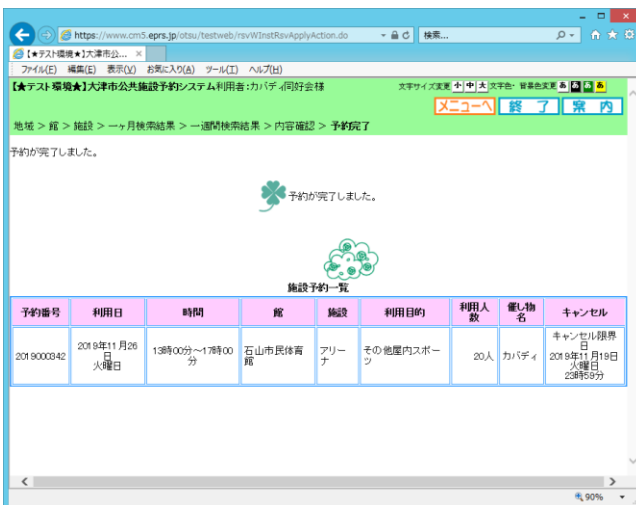 https://www.cm5.eprs.jp/otsu/testweb/rsvWInstRsvApplyAction.do
検索...
【★テスト環境★】大津市公... ×
ファイル(F) 編集(E) 表示(V) お気に入り(A) ツール(T) ヘルプ(H)
【★テスト環境★】大津市公共施設予約システム利用者:カバディ同好会様
文字サイズ変更 小 中 大 文字色・背景色変更 あ あ あ あ
メニューへ 終 了 案 内
地域 > 館 > 施設 > 一ヶ月検索結果 > 一週間検索結果 > 内容確認 > 予約完了
予約が完了しました。
予約が完了しました。
施設予約一覧
予約番号 利用日 時間 館 施設 利用目的 利用人数 催し物名 キャンセル
2019000342 2019年11月26日 火曜日 13時00分～17時00分 石山市民体育館 アリーナ その他屋内スポーツ 20人 カバディ キャンセル限界日 2019年11月19日 火曜日 23時59分
90%